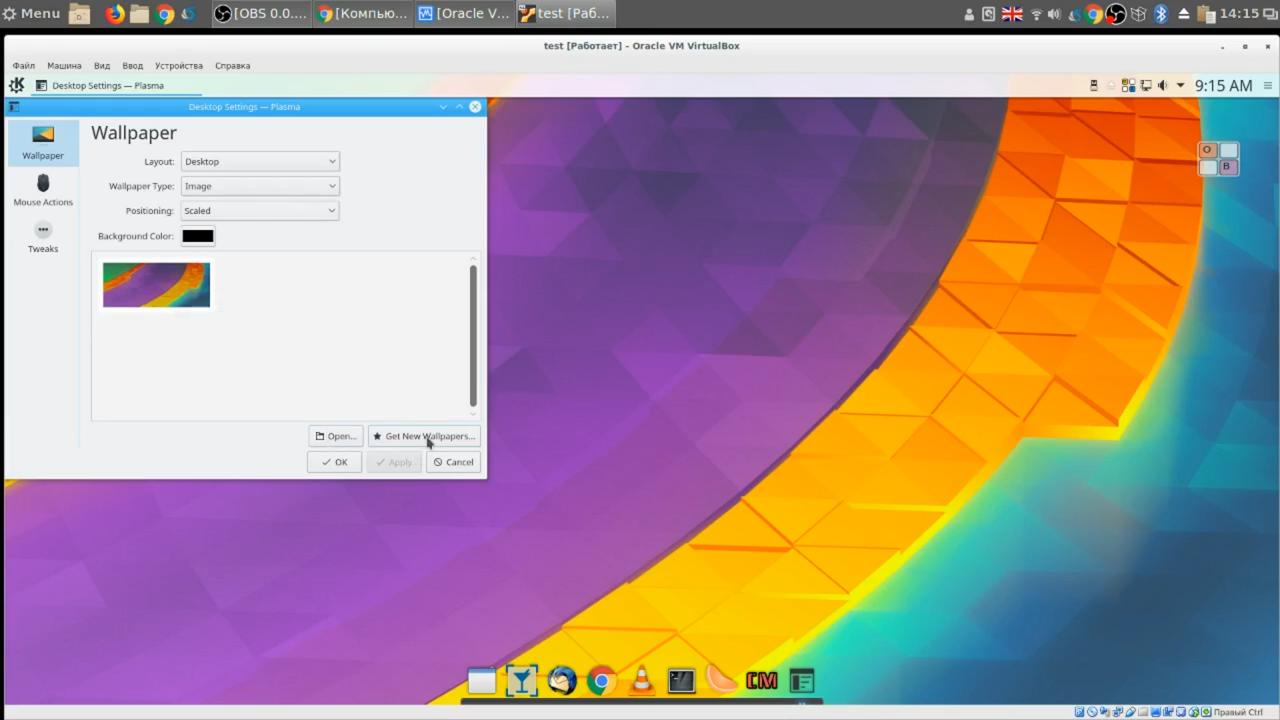 Menu [OBS 0.0.... [Компью... [Oracle V... test [Раб... 14:15
test [Работает] - Oracle VM VirtualBox
Файл Машина Вид Ввод Устройства Справка
Desktop Settings — Plasma 9:15 AM
Desktop Settings — Plasma
Wallpaper
Mouse Actions
Tweaks
Wallpaper
Layout: Desktop
Wallpaper Type: Image
Positioning: Scaled
Background Color:
Open... Get New Wallpapers...
OK Apply Cancel
O
B
CM
Правый Ctrl